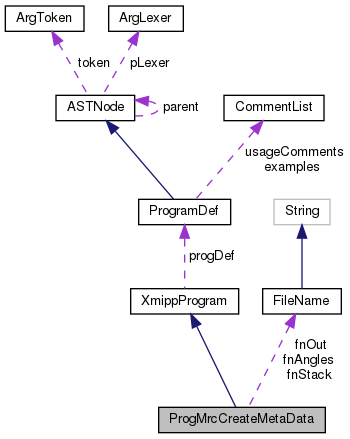 ArgToken
ArgLexer
token
pLexer
ASTNode
parent
CommentList
usageComments
examples
ProgramDef
String
progDef
XmippProgram
FileName
fnOut
fnAngles
fnStack
ProgMrcCreateMetaData